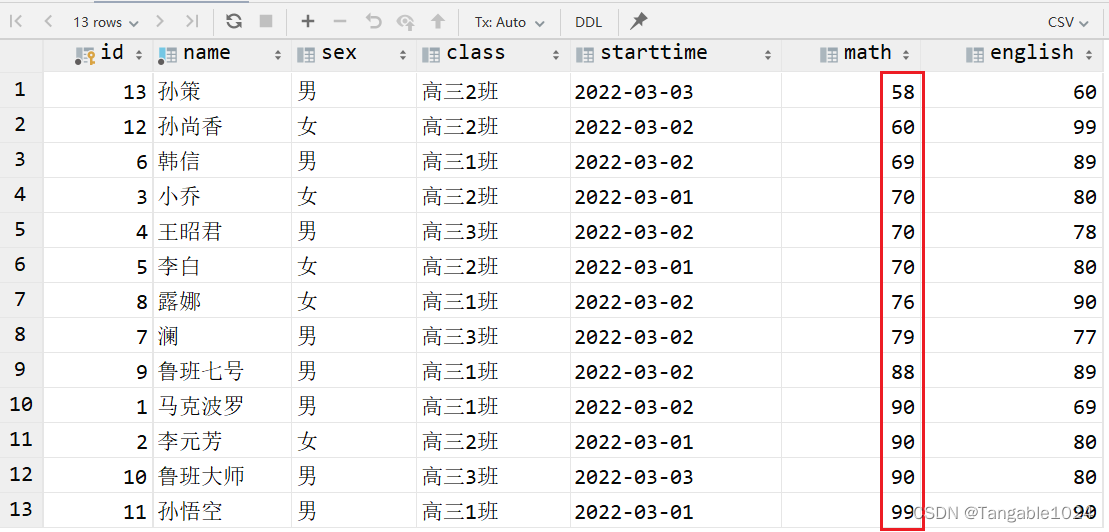 13 rows Tx: Auto DDL CSV
id name sex class starttime math english
1 13 孙策 男 高三2班 2022-03-03 58 60
2 12 孙尚香 女 高三2班 2022-03-02 60 99
3 6 韩信 男 高三1班 2022-03-02 69 89
4 3 小乔 女 高三2班 2022-03-01 70 80
5 4 王昭君 男 高三3班 2022-03-02 70 78
6 5 李白 女 高三2班 2022-03-01 70 80
7 8 露娜 女 高三1班 2022-03-02 76 90
8 7 澜 男 高三3班 2022-03-02 79 77
9 9 鲁班七号 男 高三1班 2022-03-02 88 89
10 1 马克波罗 男 高三1班 2022-03-02 90 69
11 2 李元芳 女 高三2班 2022-03-01 90 80
12 10 鲁班大师 男 高三3班 2022-03-03 90 80
13 11 孙悟空 男 高三1班 2022-03-02 99 90
CSDN @Tangable1024